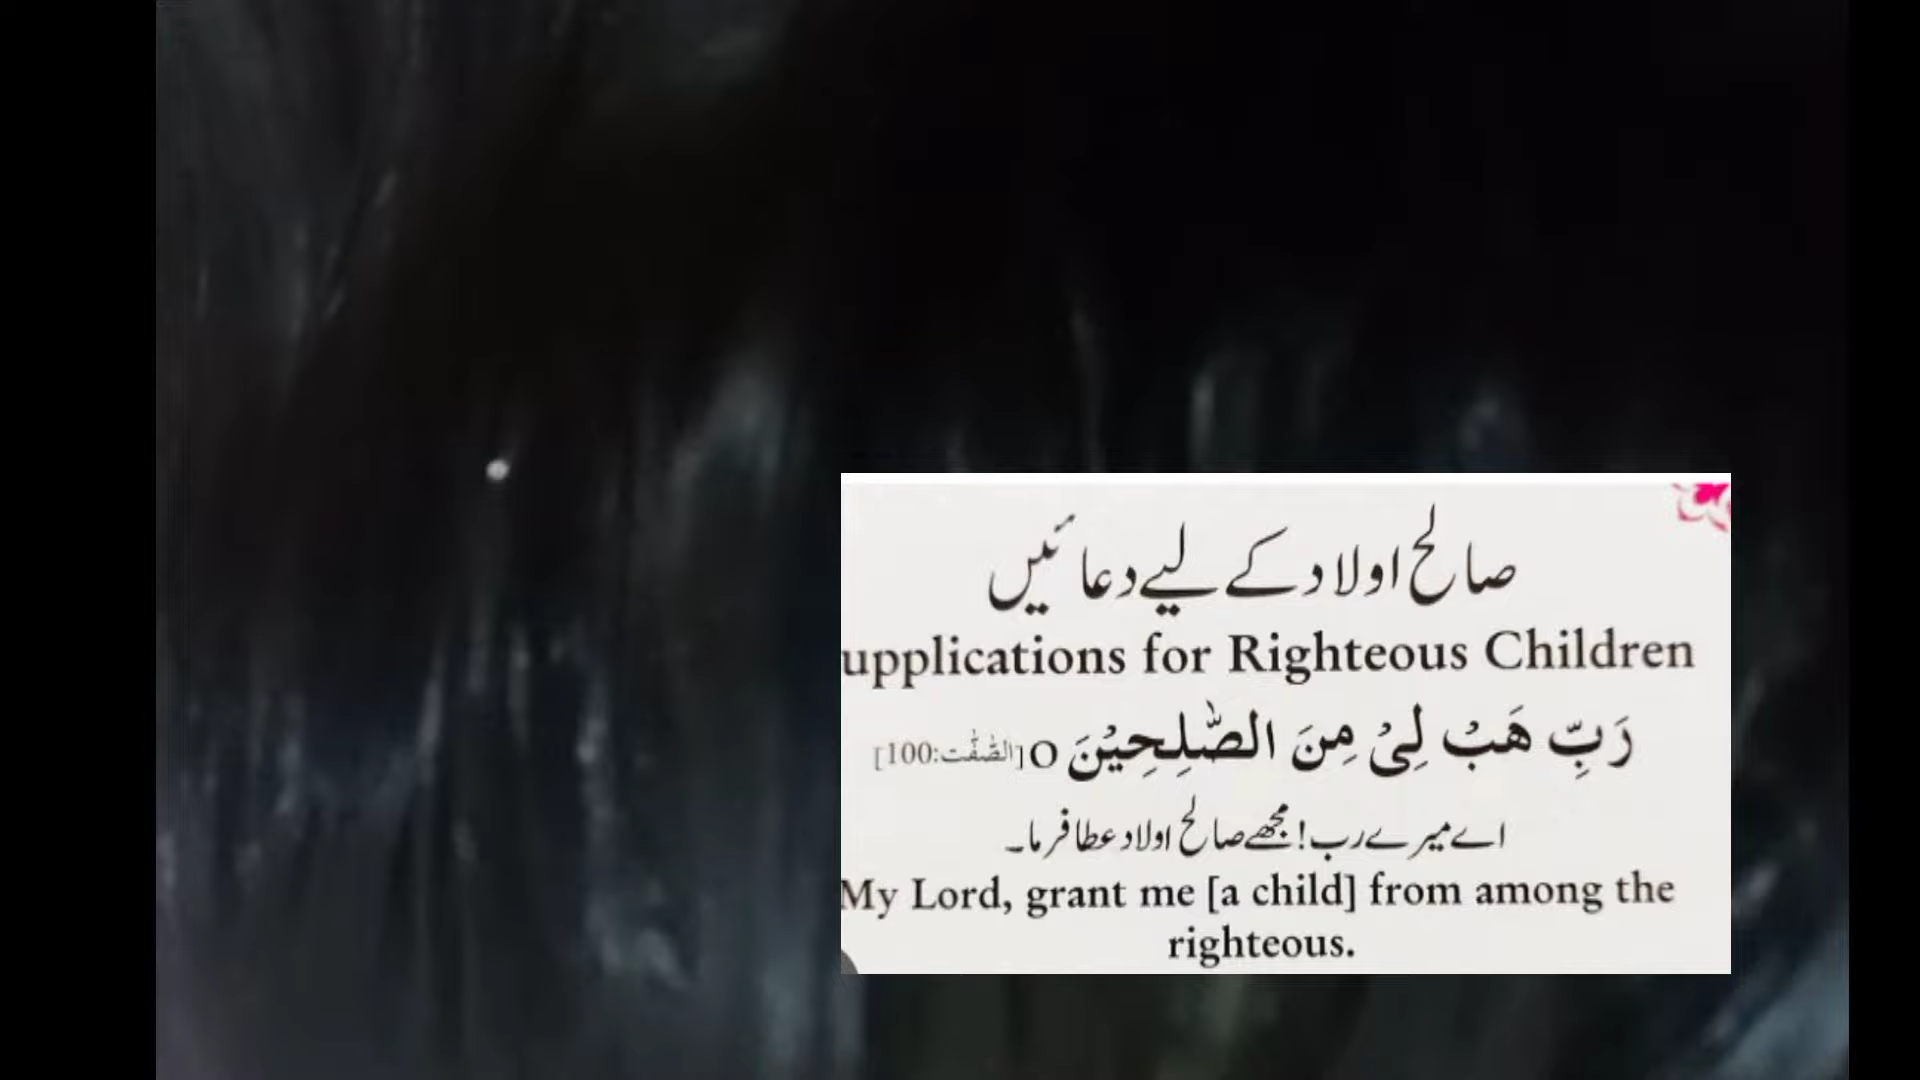 صالح اولاد کے لیے دعائیں
upplications for Righteous Children
رَبِّ هَبْ لِیْ مِنَ الصّٰلِحِیْنَ O [الصّٰفّٰت:100]
اے میرے رب! مجھے صالح اولاد عطا فرما۔
My Lord, grant me [a child] from among the
righteous.